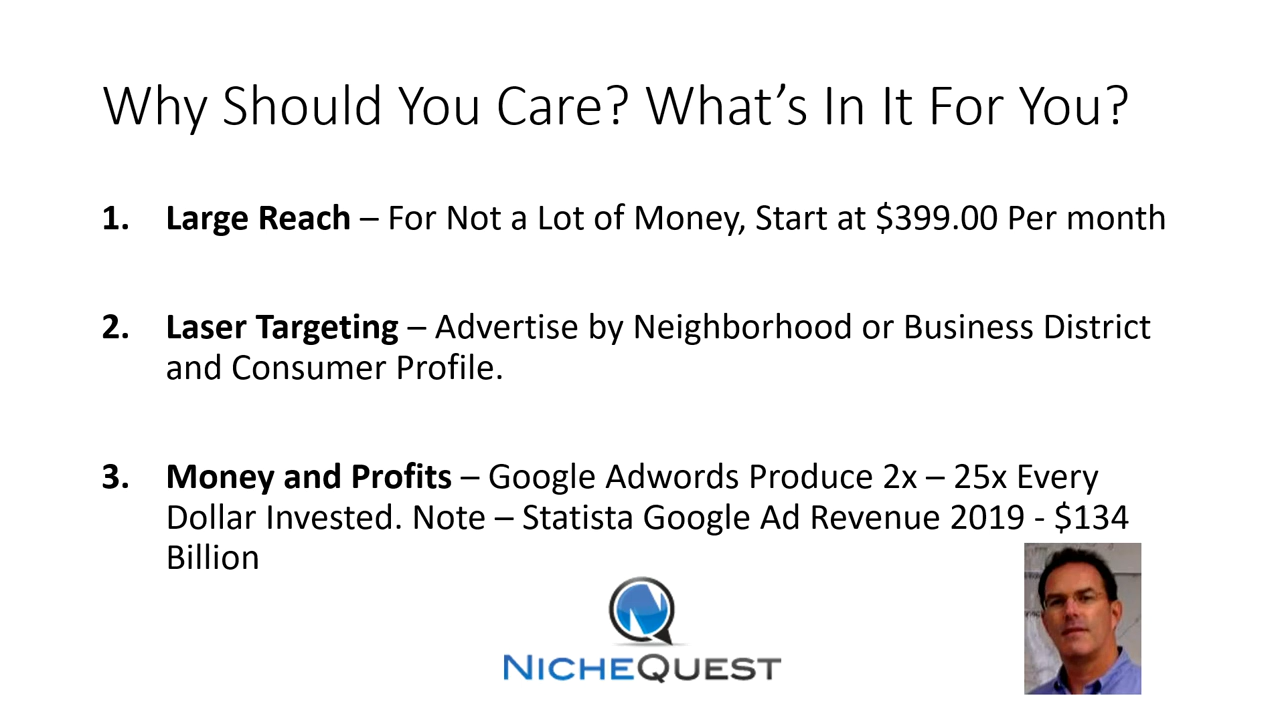 Why Should You Care? What’s In It For You?
1. Large Reach – For Not a Lot of Money, Start at $399.00 Per month
2. Laser Targeting – Advertise by Neighborhood or Business District
and Consumer Profile.
3. Money and Profits – Google Adwords Produce 2x – 25x Every
Dollar Invested. Note – Statista Google Ad Revenue 2019 - $134
Billion
N
NICHEQUEST